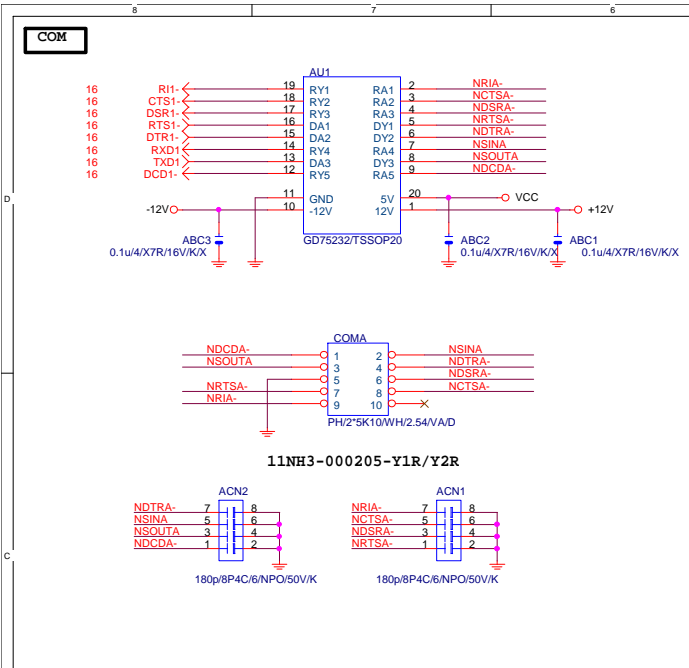 8 7 6
COM
AU1
16 RI1- 19 RY1 RA1 2 NRIA-
16 CTS1- 18 RY2 RA2 3 NCTSA-
16 DSR1- 17 RY3 RA3 4 NDSRA-
16 RTS1- 16 DA1 DY1 5 NRTSA-
16 DTR1- 15 DA2 DY2 6 NDTRA-
16 RXD1 14 RY4 RA4 7 NSINA
16 TXD1 13 DA3 DY3 8 NSOUTA
16 DCD1- 12 RY5 RA5 9 NDCDA-
D
11 GND 5V 20 VCC
-12V 10 -12V 12V 1 +12V
GD75232/TSSOP20
ABC3 ABC2 ABC1
0.1u/4/X7R/16V/K/X 0.1u/4/X7R/16V/K/X 0.1u/4/X7R/16V/K/X
COMA
NDCDA- 1 2 NSINA
NSOUTA 3 4 NDTRA-
5 6 NDSRA-
NRTSA- 7 8 NCTSA-
NRIA- 9 10
PH/2*5K10/WH/2.54/VA/D
11NH3-000205-Y1R/Y2R
ACN2 ACN1
NDTRA- 7 8 NRIA- 7 8
NSINA 5 6 NCTSA- 5 6
NSOUTA 3 4 NDSRA- 3 4
NDCDA- 1 2 NRTSA- 1 2
C
180p/8P4C/6/NPO/50V/K 180p/8P4C/6/NPO/50V/K